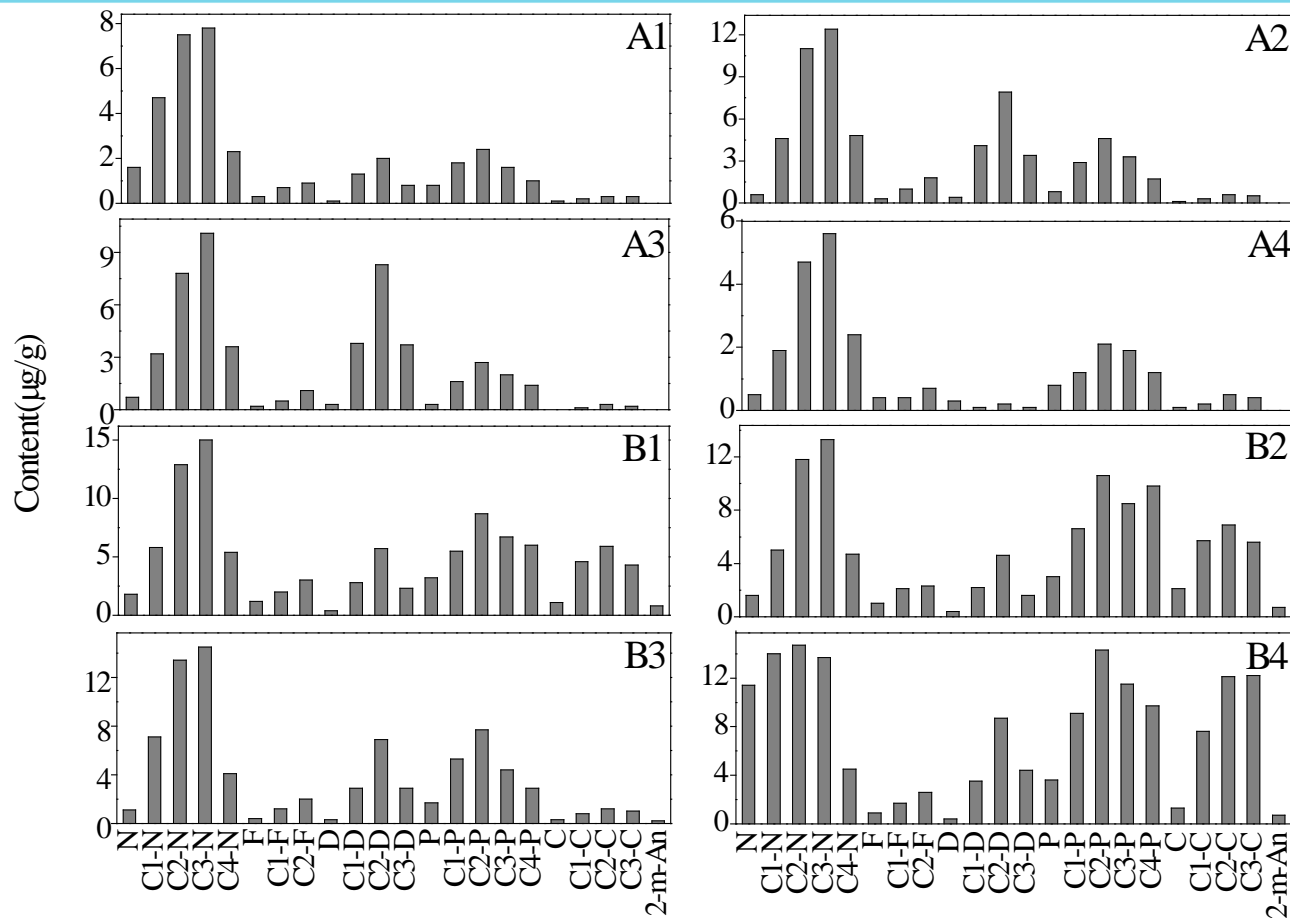 Content(μg/g)
A1
8
6
4
2
0
A2
12
9
6
3
0
A3
9
6
3
0
A4
6
4
2
0
B1
15
10
5
0
B2
12
8
4
0
B3
12
8
4
0
B4
12
8
4
0
N
C1-N
C2-N
C3-N
C4-N
F
C1-F
C2-F
D
C1-D
C2-D
C3-D
P
C1-P
C2-P
C3-P
C4-P
C
C1-C
C2-C
C3-C
2-m-An
N
C1-N
C2-N
C3-N
C4-N
F
C1-F
C2-F
D
C1-D
C2-D
C3-D
P
C1-P
C2-P
C3-P
C4-P
C
C1-C
C2-C
C3-C
2-m-An